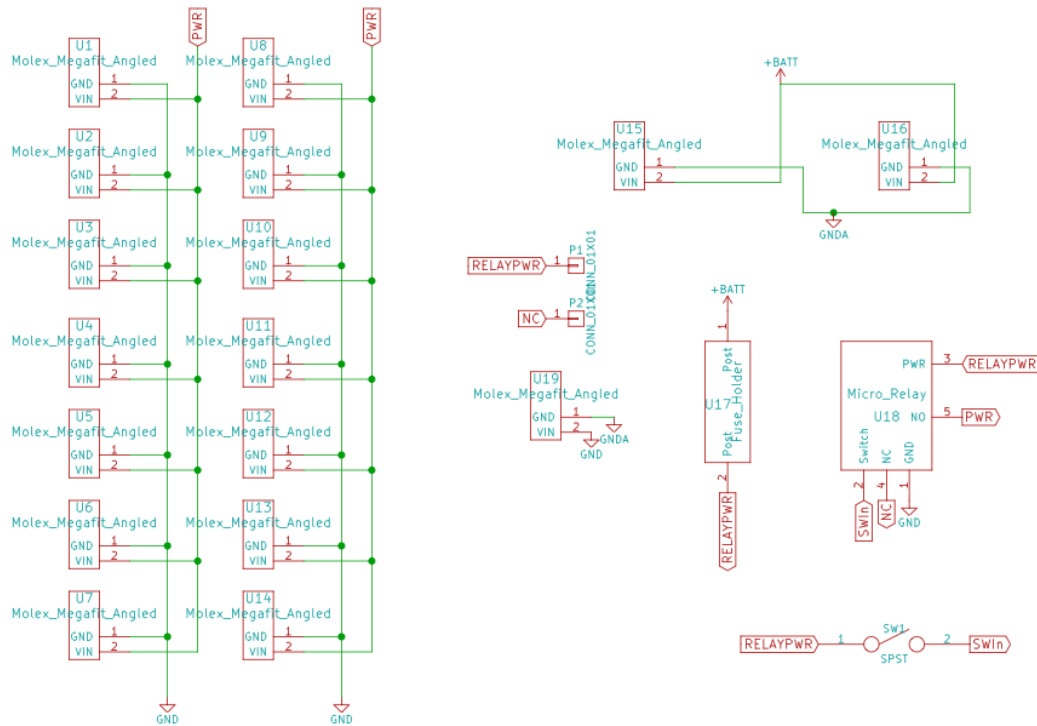 PWR
U1
Molex_Megafit_Angled
GND 1
VIN 2
U2
Molex_Megafit_Angled
GND 1
VIN 2
U3
Molex_Megafit_Angled
GND 1
VIN 2
U4
Molex_Megafit_Angled
GND 1
VIN 2
U5
Molex_Megafit_Angled
GND 1
VIN 2
U6
Molex_Megafit_Angled
GND 1
VIN 2
U7
Molex_Megafit_Angled
GND 1
VIN 2
GND
PWR
U8
Molex_Megafit_Angled
GND 1
VIN 2
U9
Molex_Megafit_Angled
GND 1
VIN 2
U10
Molex_Megafit_Angled
GND 1
VIN 2
U11
Molex_Megafit_Angled
GND 1
VIN 2
U12
Molex_Megafit_Angled
GND 1
VIN 2
U13
Molex_Megafit_Angled
GND 1
VIN 2
U14
Molex_Megafit_Angled
GND 1
VIN 2
GND
+BATT
U15
Molex_Megafit_Angled
GND 1
VIN 2
U16
Molex_Megafit_Angled
GND 1
VIN 2
GNDA
P1
RELAYPWR 1
CONN_01X01
P2
NC 1
CONN_01X01
U19
Molex_Megafit_Angled
GND 1
VIN 2
GNDA
GND
+BATT
1
Post
U17
Fuse_Holder
Post
2
RELAYPWR
PWR 3 RELAYPWR
Micro_Relay
U18
NO 5 PWR
Switch
NC
GND
2
4
1
SWIn
NC
GND
SW1
RELAYPWR 1
2 SWIn
SPST